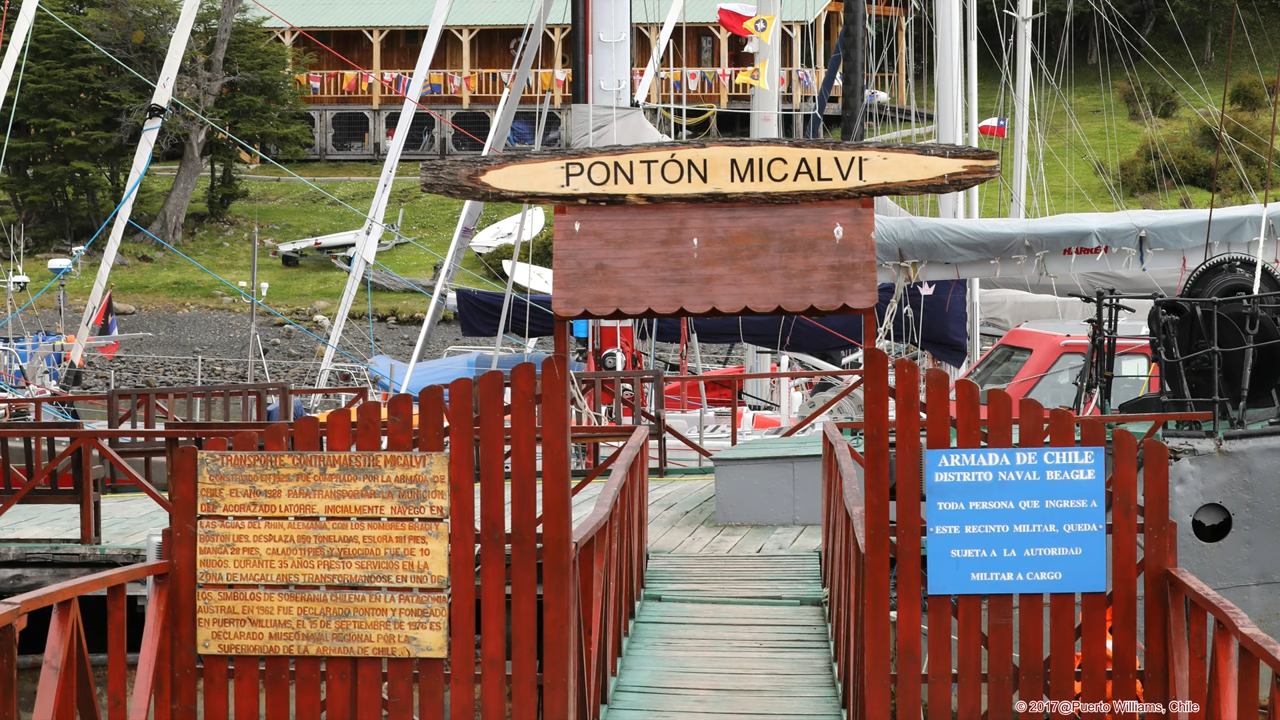 PONTÓN MICALVI
HARKEN
TRANSPORTE "CONTRAMAESTRE MICALVI"
CONSTRUIDO EN 1925. FUE COMPRADO POR LA ARMADA DE
CHILE EL AÑO 1928 PARA TRANSPORTAR LA MUNICION
DEL ACORAZADO LATORRE. INICIALMENTE NAVEGO EN
LAS AGUAS DEL RHIN, ALEMANIA, CON LOS NOMBRES BRAGI Y
BOSTON LIES. DESPLAZA 850 TONELADAS, ESLORA 181 PIES,
MANGA 28 PIES, CALADO 11 PIES Y VELOCIDAD FUE DE 10
NUDOS. DURANTE 35 AÑOS PRESTO SERVICIOS EN LA
ZONA DE MAGALLANES TRANSFORMANDOSE EN UNO DE
LOS SIMBOLOS DE SOBERANIA CHILENA EN LA PATAGONIA
AUSTRAL. EN 1962 FUE DECLARADO PONTON Y FONDEADO
EN PUERTO WILLIAMS, EL 15 DE SEPTIEMBRE DE 1976 ES
DECLARADO MUSEO NAVAL REGIONAL POR LA
SUPERIORIDAD DE LA ARMADA DE CHILE.
ARMADA DE CHILE
DISTRITO NAVAL BEAGLE
TODA PERSONA QUE INGRESE A
ESTE RECINTO MILITAR, QUEDA
SUJETA A LA AUTORIDAD
MILITAR A CARGO
© 2017@Puerto Williams, Chile